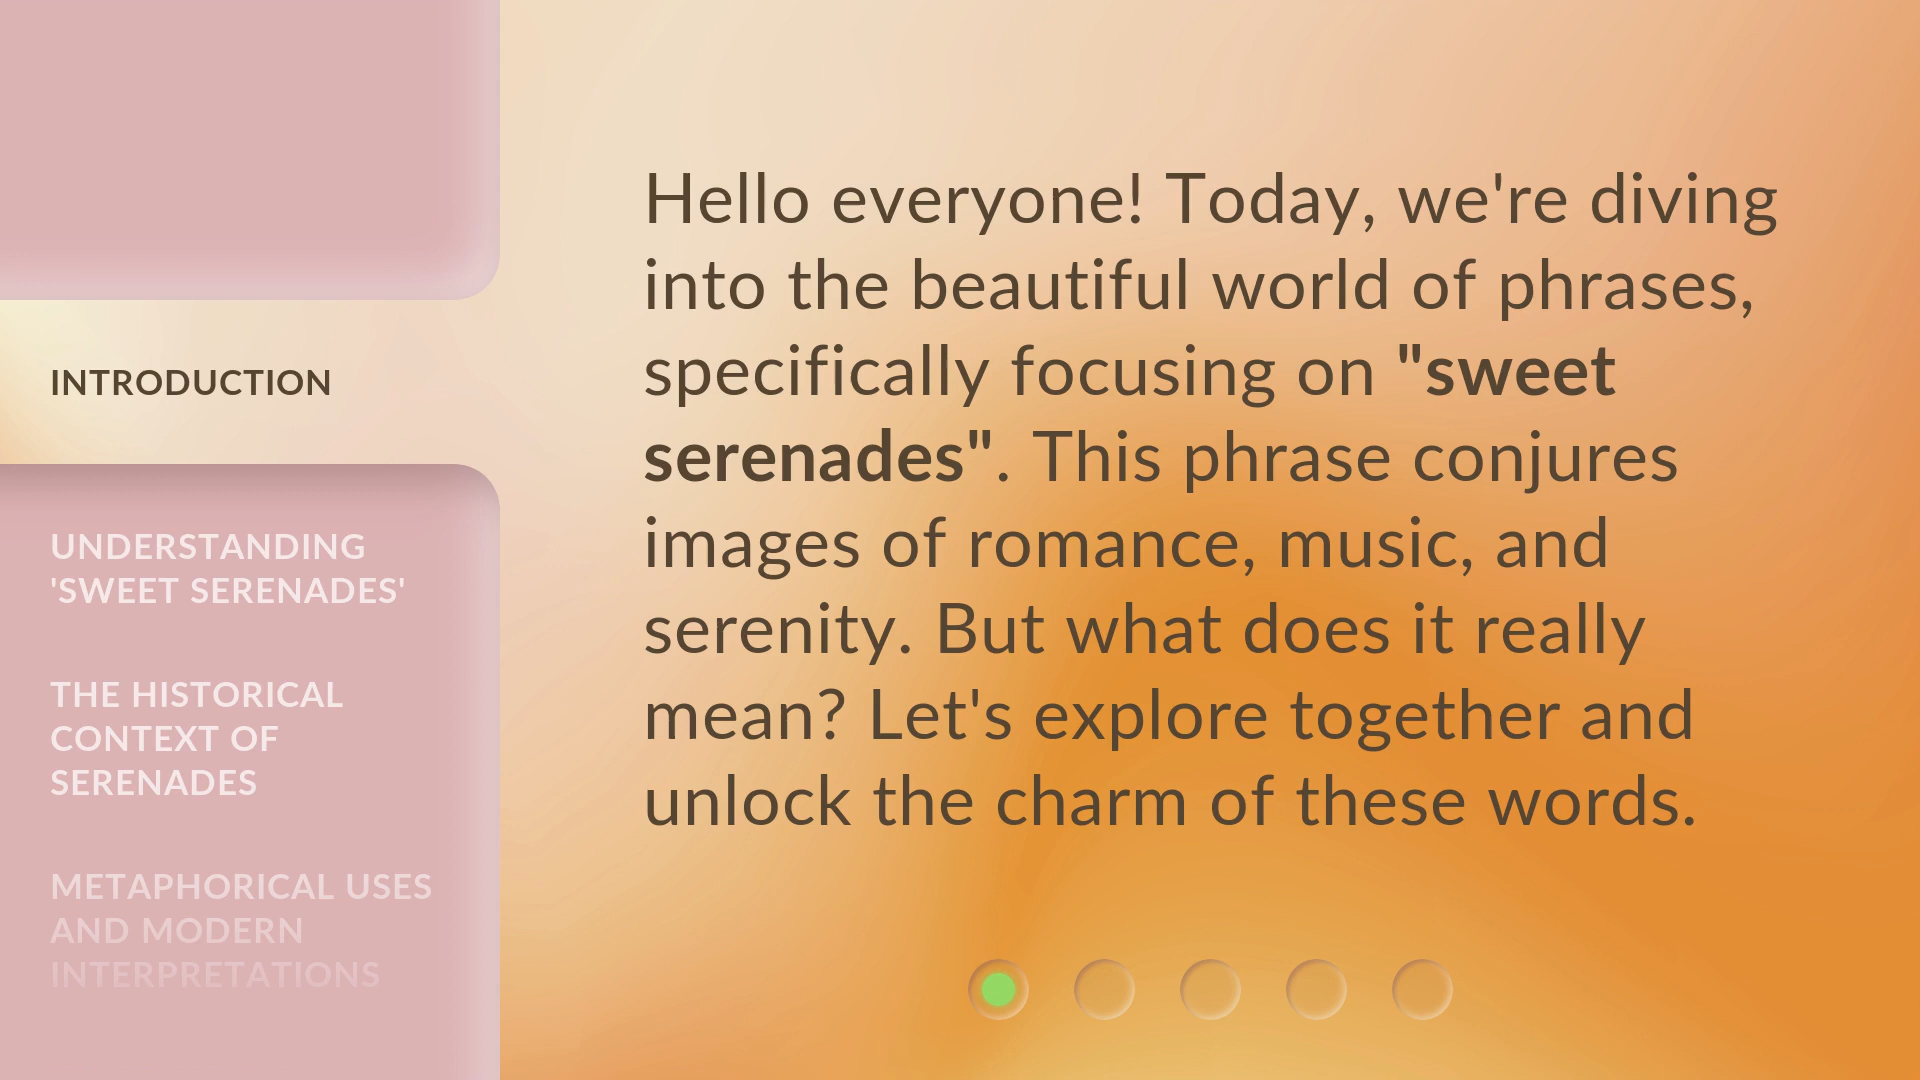 INTRODUCTION
UNDERSTANDING
'SWEET SERENADES'
THE HISTORICAL
CONTEXT OF
SERENADES
METAPHORICAL USES
AND MODERN
INTERPRETATIONS
Hello everyone! Today, we're diving
into the beautiful world of phrases,
specifically focusing on "sweet
serenades". This phrase conjures
images of romance, music, and
serenity. But what does it really
mean? Let's explore together and
unlock the charm of these words.